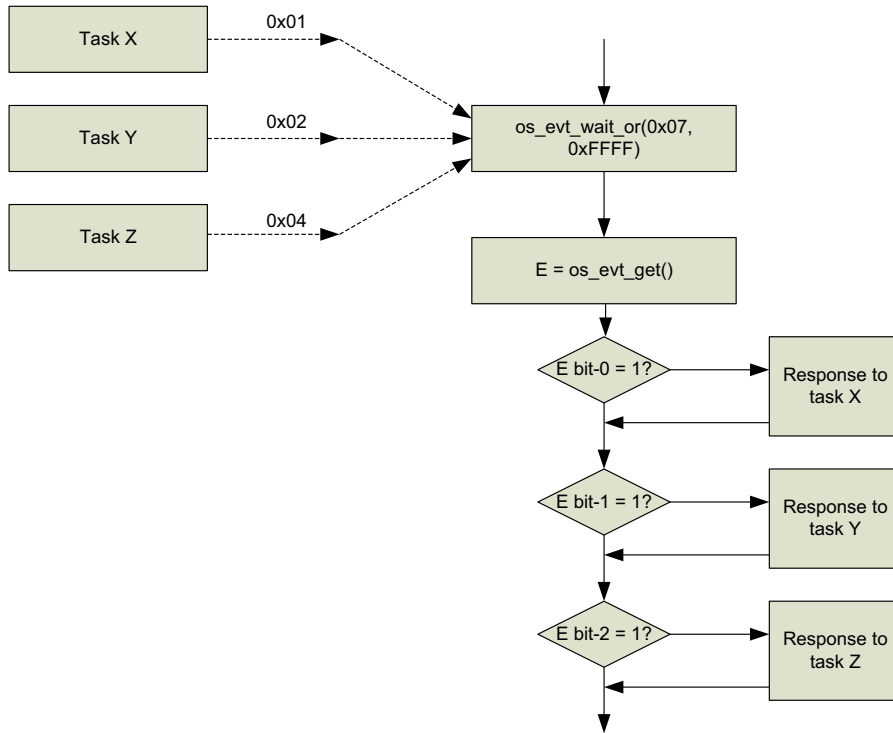 Task X
0x01
Task Y
0x02
Task Z
0x04
os_evt_wait_or(0x07,
0xFFFF)
E = os_evt_get()
E bit-0 = 1?
Response to
task X
E bit-1 = 1?
Response to
task Y
E bit-2 = 1?
Response to
task Z